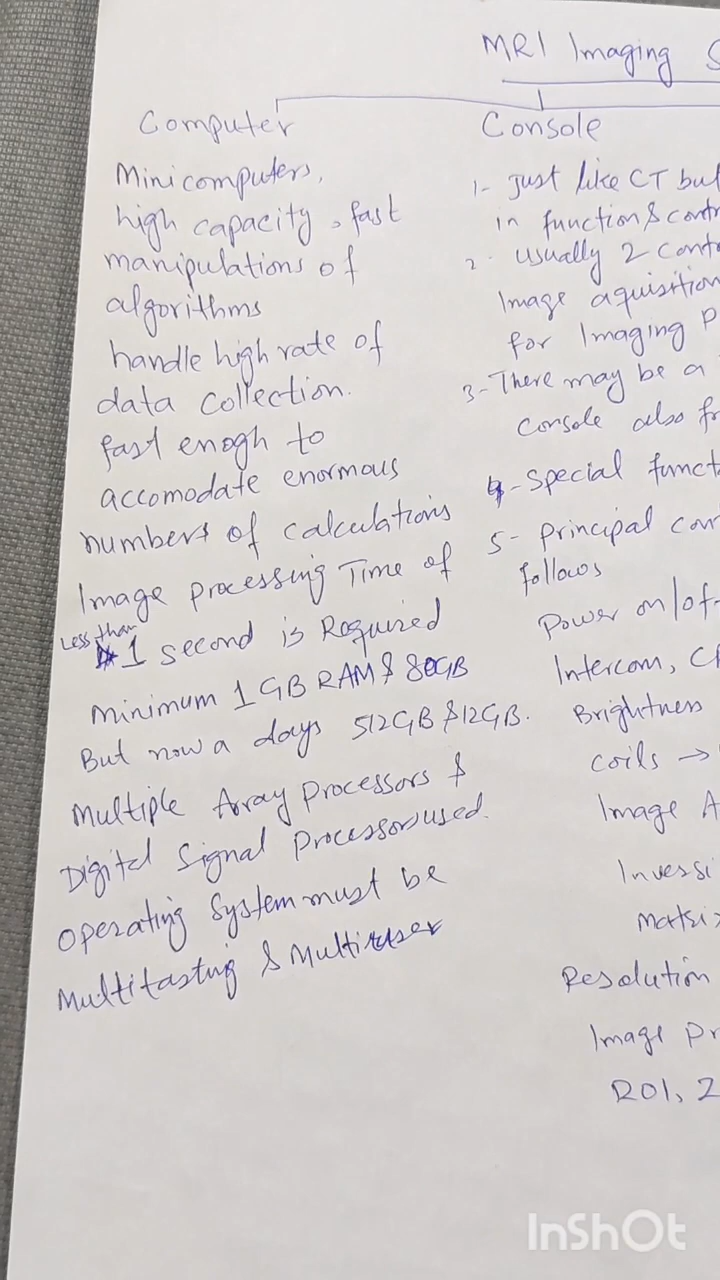 MRI Imaging S
Computer
Minicomputers,
high capacity, fast
manipulations of
algorithms
handle high rate of
data collection.
fast enogh to
accomodate enormous
numbers of calculations
Image processing Time of
Less than
1 second is Required
Minimum 1 GB RAM & 80GB
But now a days 512GB & 12GB.
Multiple Array Processors &
Digital Signal Processors used.
Operating System must be
Multitasting & Multiuser
Console
1- Just like CT but
in function & contr
2- usually 2 cont
Image aquisition
for Imaging P
3- There may be a
console also fr
4- Special funct
5- Principal con
follows
Power on/of
Intercom, C
Brightness
coils →
Image A
Inversi
Matrix
Resolution
Image Pr
ROI, Z
InShOt